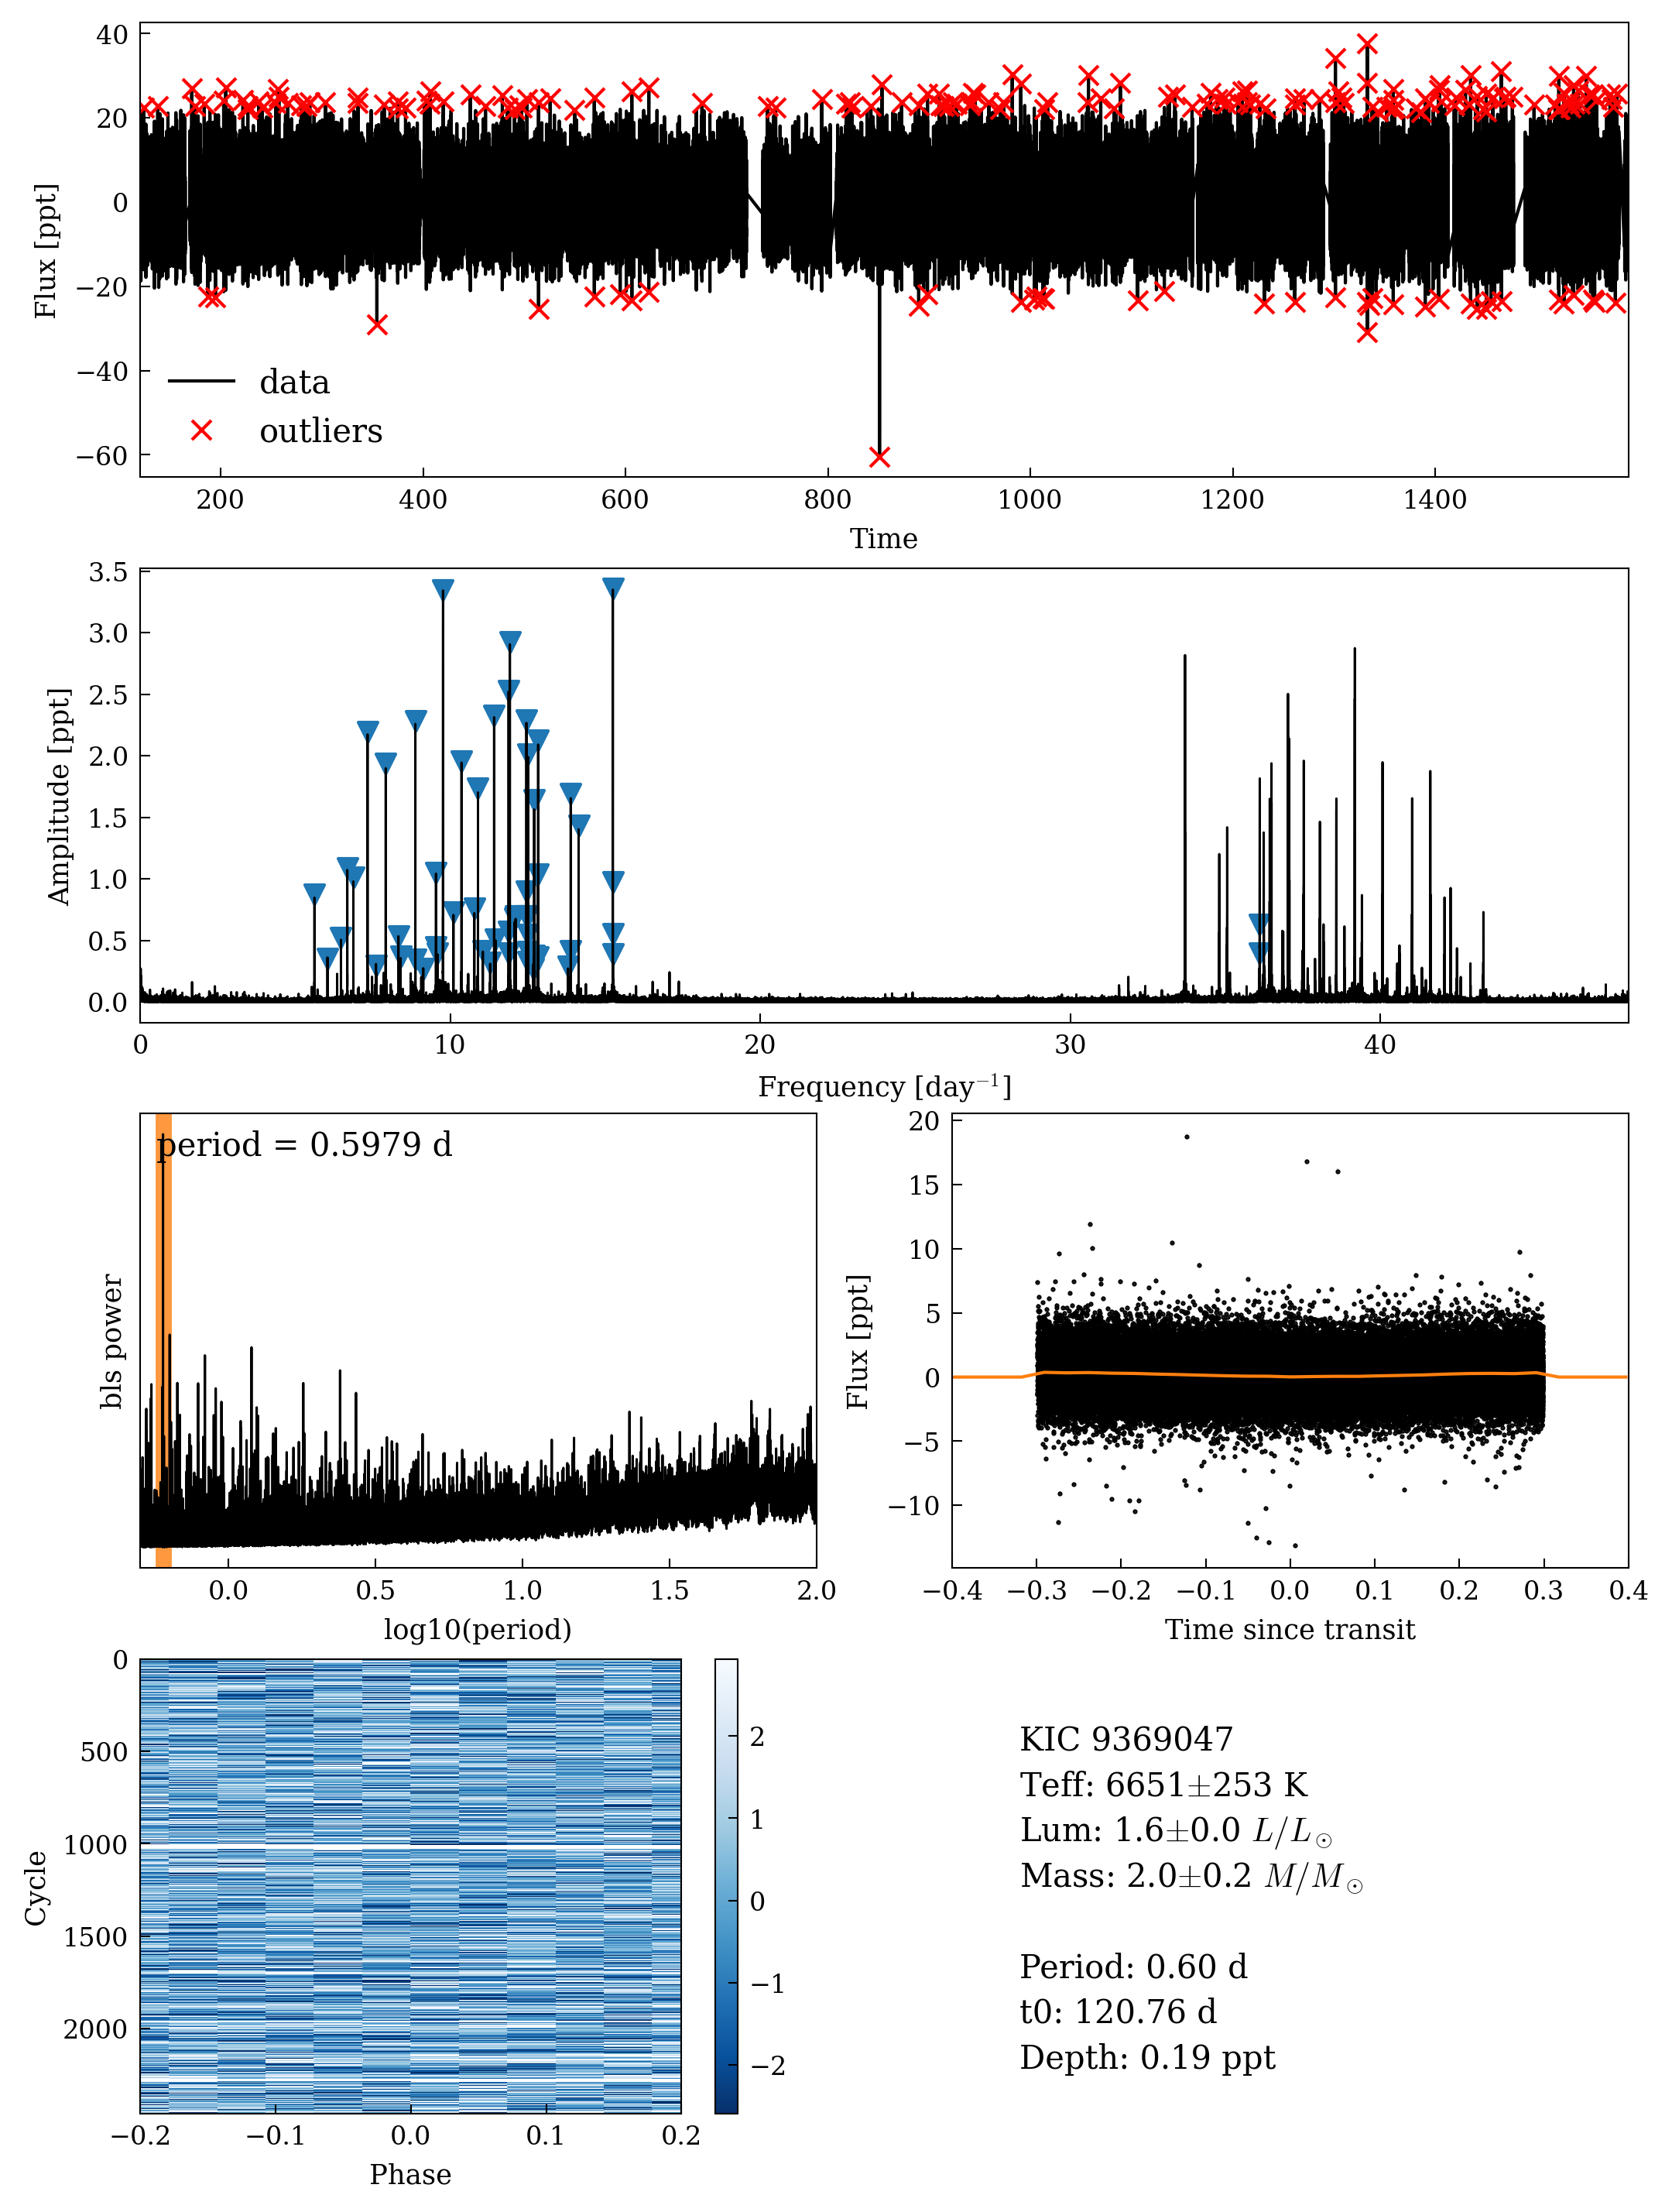 40
20
0
−20
−40
−60
Flux [ppt]
data
outliers
200 400 600 800 1000 1200 1400
Time
3.5
3.0
2.5
2.0
1.5
1.0
0.5
0.0
Amplitude [ppt]
0 10 20 30 40
Frequency [day⁻¹]
period = 0.5979 d
bls power
0.0 0.5 1.0 1.5 2.0
log10(period)
20
15
10
5
0
−5
−10
Flux [ppt]
−0.4 −0.3 −0.2 −0.1 0.0 0.1 0.2 0.3 0.4
Time since transit
0
500
1000
1500
2000
Cycle
−0.2 −0.1 0.0 0.1 0.2
Phase
2
1
0
−1
−2
KIC 9369047
Teff: 6651±253 K
Lum: 1.6±0.0 L/L⊙
Mass: 2.0±0.2 M/M⊙
Period: 0.60 d
t0: 120.76 d
Depth: 0.19 ppt